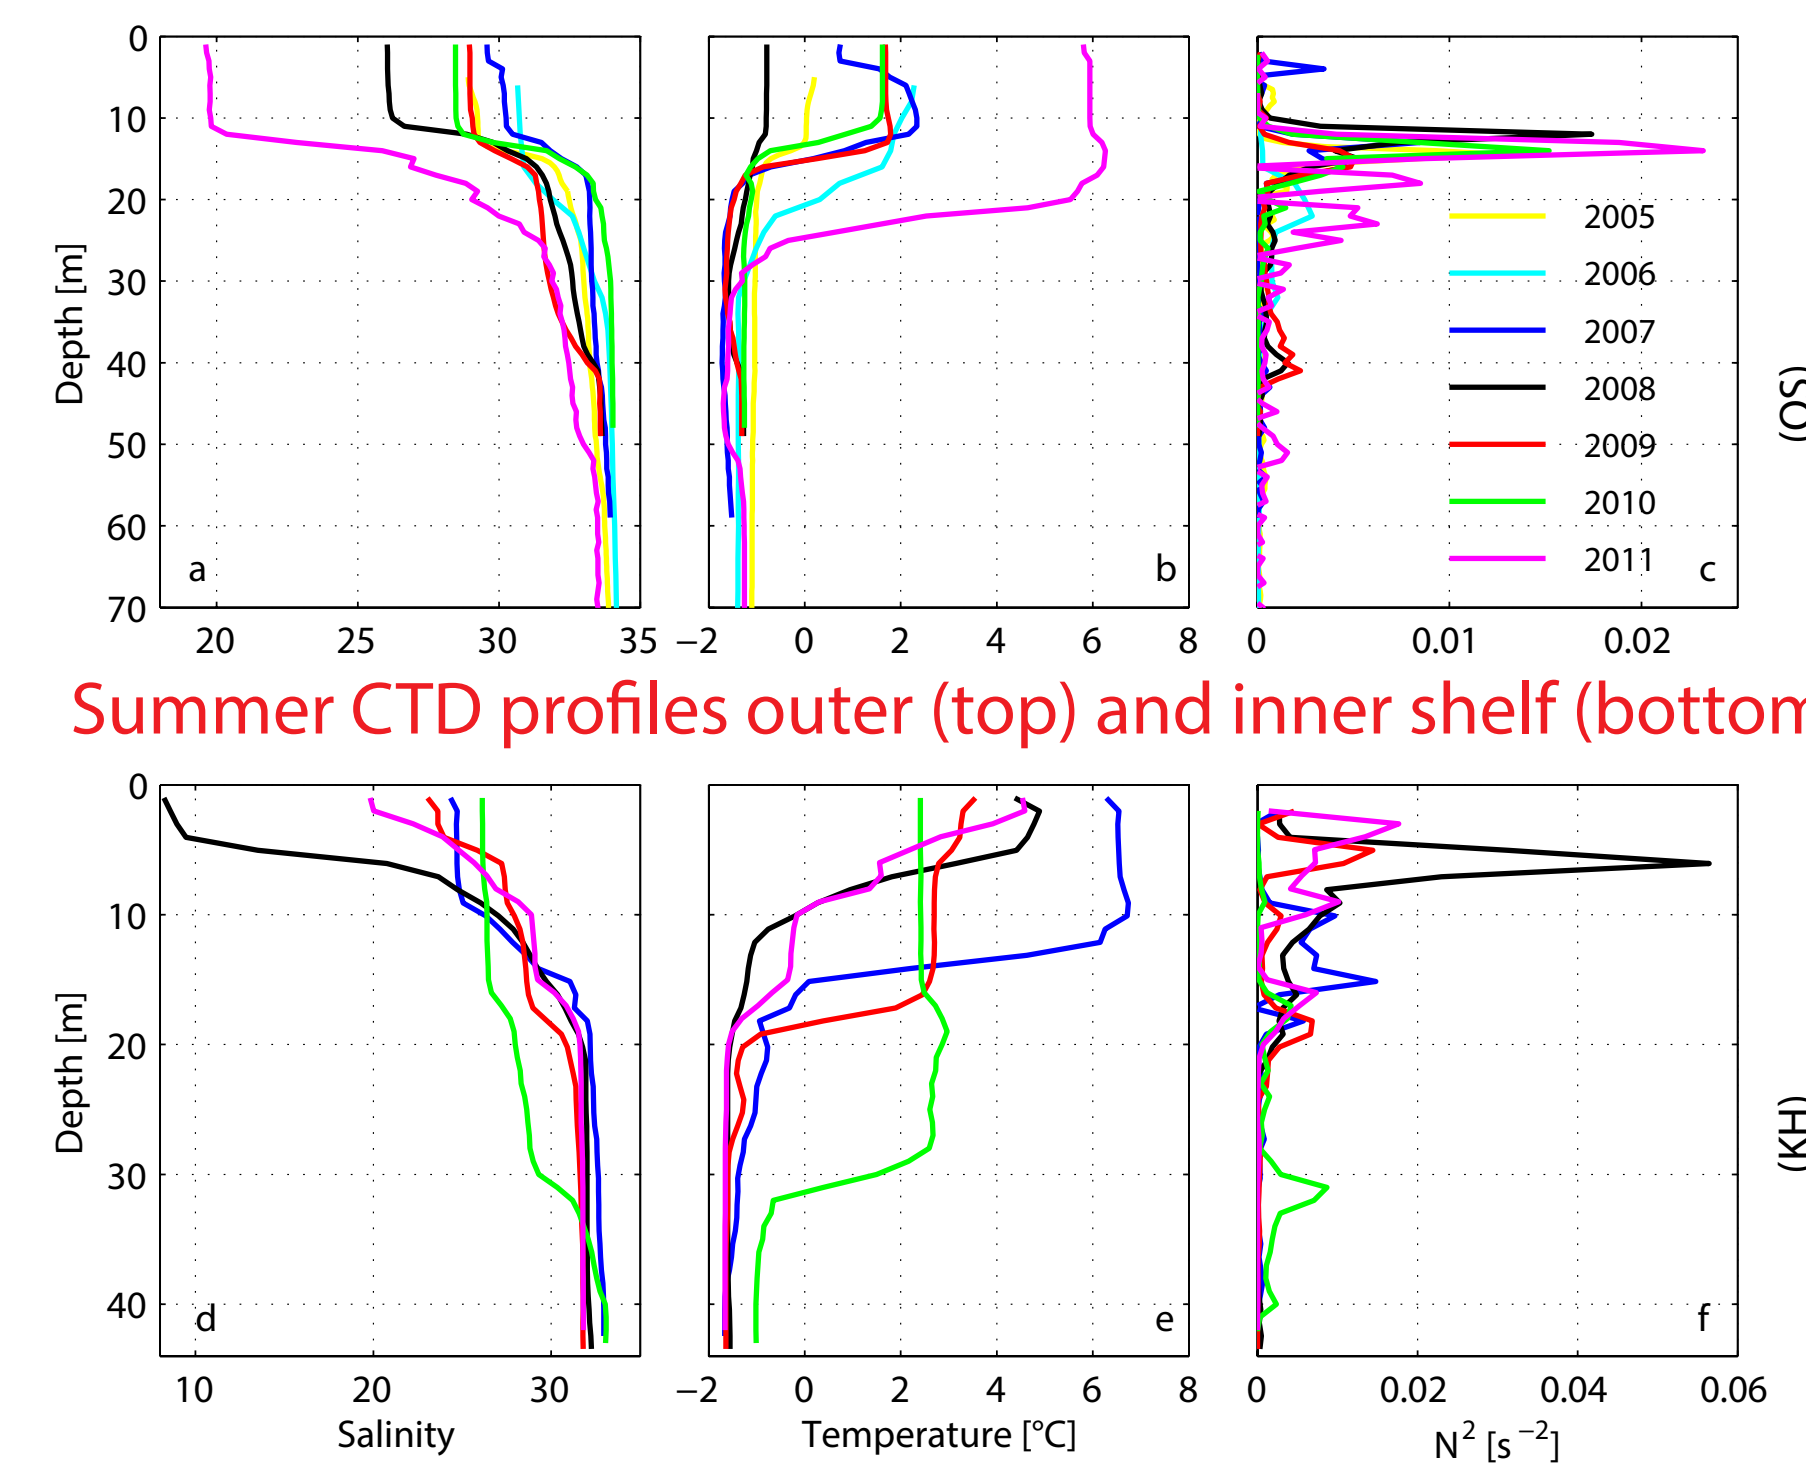 0
10
20
30
40
50
60
70
Depth [m]
a
20 25 30 35
b
−2 0 2 4 6 8
2005
2006
2007
2008
2009
2010
2011
c
0 0.01 0.02
(OS)
Summer CTD profiles outer (top) and inner shelf (bottom
0
10
20
30
40
Depth [m]
d
10 20 30
Salinity
e
−2 0 2 4 6 8
Temperature [°C]
f
0 0.02 0.04 0.06
N² [s⁻²]
(KH)